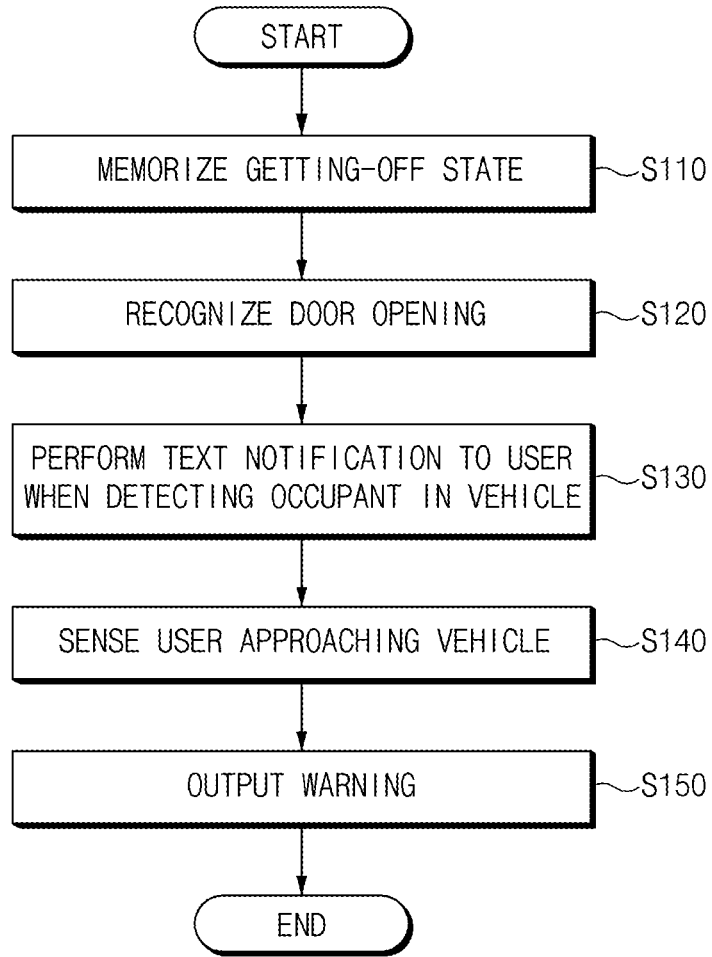 START
MEMORIZE GETTING-OFF STATE
S110
RECOGNIZE DOOR OPENING
S120
PERFORM TEXT NOTIFICATION TO USER
WHEN DETECTING OCCUPANT IN VEHICLE
S130
SENSE USER APPROACHING VEHICLE
S140
OUTPUT WARNING
S150
END